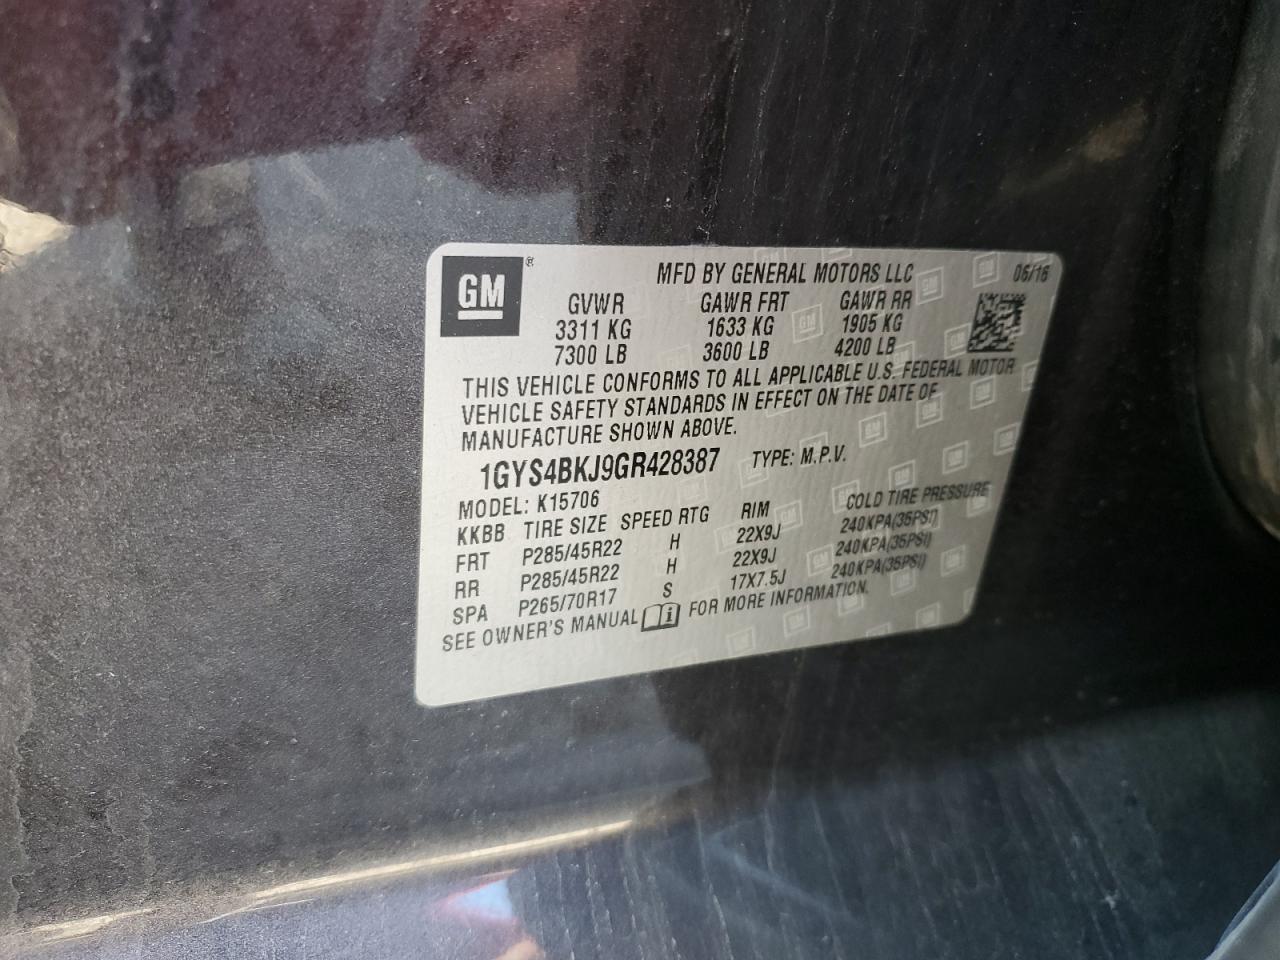 GM ® MFD BY GENERAL MOTORS LLC 06/16
GVWR GAWR FRT GAWR RR
3311 KG 1633 KG 1905 KG
7300 LB 3600 LB 4200 LB
THIS VEHICLE CONFORMS TO ALL APPLICABLE U.S. FEDERAL MOTOR
VEHICLE SAFETY STANDARDS IN EFFECT ON THE DATE OF
MANUFACTURE SHOWN ABOVE.
1GYS4BKJ9GR428387 TYPE: M.P.V.
MODEL: K15706
KKBB TIRE SIZE SPEED RTG RIM COLD TIRE PRESSURE
FRT P285/45R22 H 22X9J 240KPA(35PSI)
RR P285/45R22 H 22X9J 240KPA(35PSI)
SPA P265/70R17 S 17X7.5J 240KPA(35PSI)
SEE OWNER'S MANUAL FOR MORE INFORMATION.